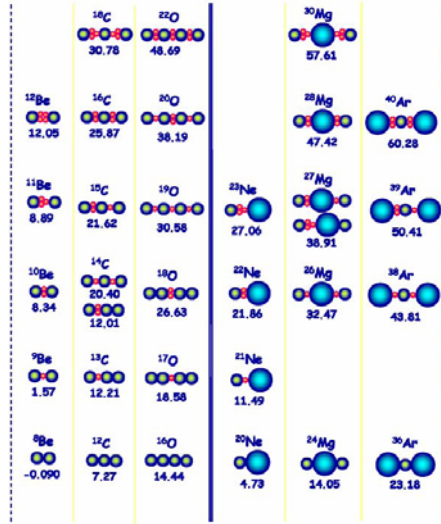 ¹⁸C ²²O ³⁰Mg
30.78 48.69 57.61
¹²Be ¹⁶C ²⁰O ²⁸Mg ⁴⁰Ar
12.05 25.87 38.19 47.42 60.28
¹¹Be ¹⁵C ¹⁹O ²³Ne ²⁷Mg ³⁹Ar
8.89 21.62 30.58 27.06 38.91 50.41
¹⁰Be ¹⁴C ¹⁸O ²²Ne ²⁶Mg ³⁸Ar
8.34 20.40 26.63 21.86 32.47 43.81
12.01
⁹Be ¹³C ¹⁷O ²¹Ne
1.57 12.21 18.58 11.49
⁸Be ¹²C ¹⁶O ²⁰Ne ²⁴Mg ³⁶Ar
-0.090 7.27 14.44 4.73 14.05 23.18